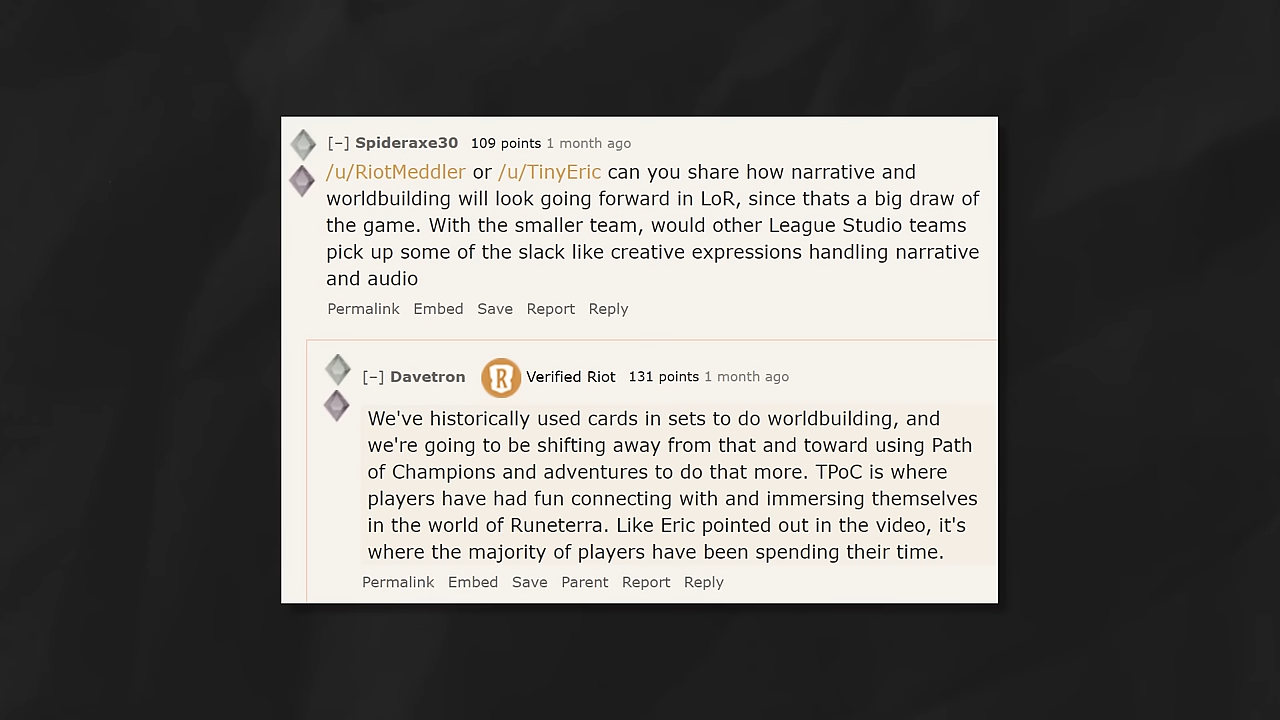 [–] Spideraxe30 109 points 1 month ago
/u/RiotMeddler or /u/TinyEric can you share how narrative and
worldbuilding will look going forward in LoR, since thats a big draw of
the game. With the smaller team, would other League Studio teams
pick up some of the slack like creative expressions handling narrative
and audio
Permalink Embed Save Report Reply
[–] Davetron R Verified Riot 131 points 1 month ago
We've historically used cards in sets to do worldbuilding, and
we're going to be shifting away from that and toward using Path
of Champions and adventures to do that more. TPoC is where
players have had fun connecting with and immersing themselves
in the world of Runeterra. Like Eric pointed out in the video, it's
where the majority of players have been spending their time.
Permalink Embed Save Parent Report Reply